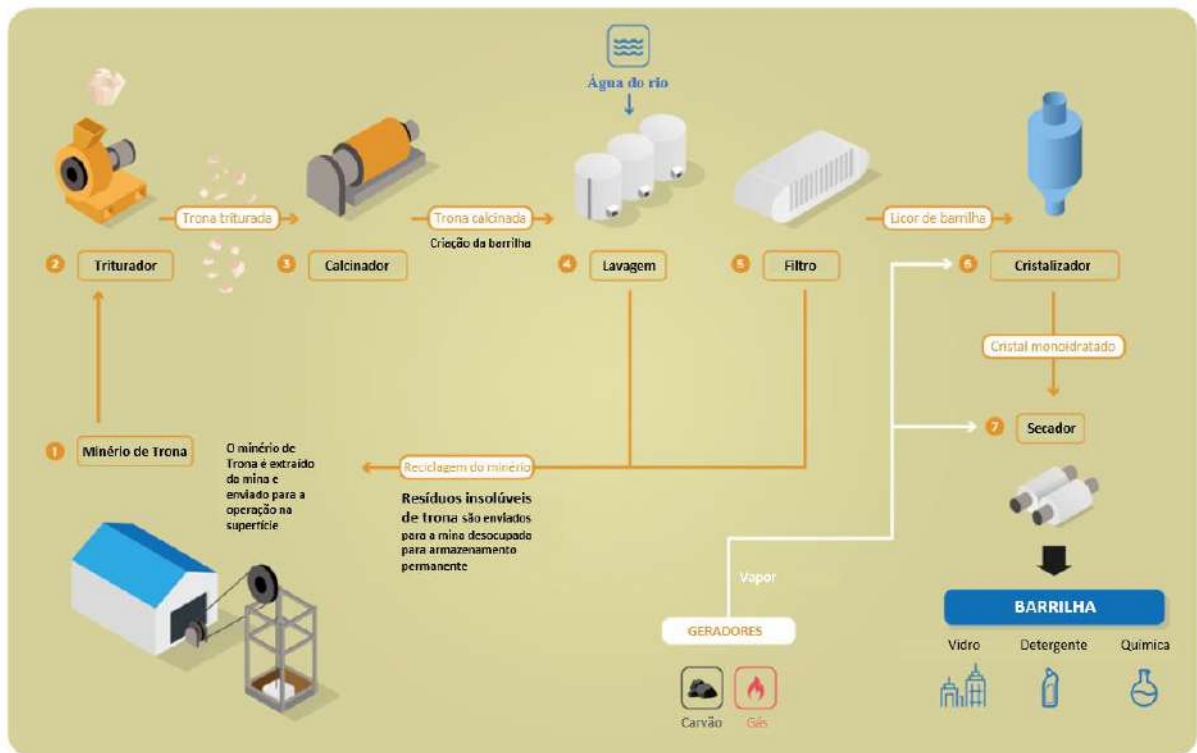 Água do rio
Trona triturada
Trona calcinada
Criação da barrilha
Licor de barrilha
2 Triturador
3 Calcinador
4 Lavagem
5 Filtro
6 Cristalizador
Cristal monoidratado
7 Secador
1 Minério de Trona
O minério de
Trona é extraído
da mina e
enviado para a
operação na
superfície
Reciclagem do minério
Resíduos insolúveis
de trona são enviados
para a mina desocupada
para armazenamento
permanente
Vapor
GERADORES
Carvão
Gás
BARRILHA
Vidro
Detergente
Química